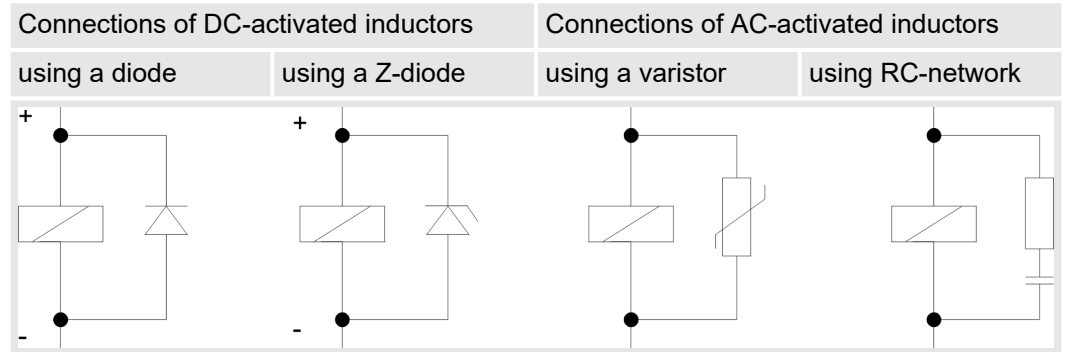 Connections of DC-activated inductors
Connections of AC-activated inductors
using a diode
using a Z-diode
using a varistor
using RC-network
+
+
-
-